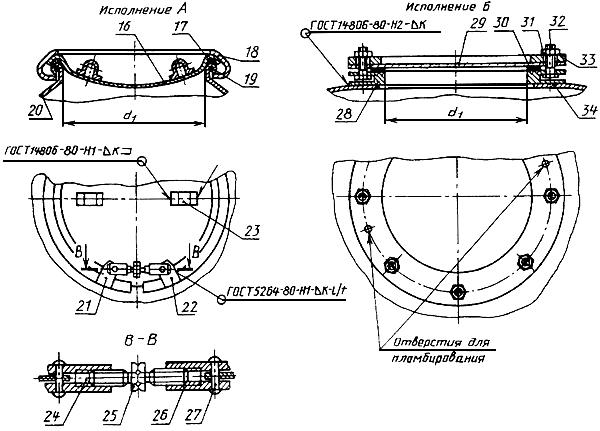 Исполнение А
Исполнение Б
16
17
18
19
20
d1
ГОСТ14806-80-Н2-ΔК
29
30
31
32
33
34
28
d1
ГОСТ14806-80-Н1-ΔК⊐
23
В
В
21
22
ГОСТ5264-80-Н1-ΔК-l/t
Отверстия для
пламбирования
В-В
24
25
26
27